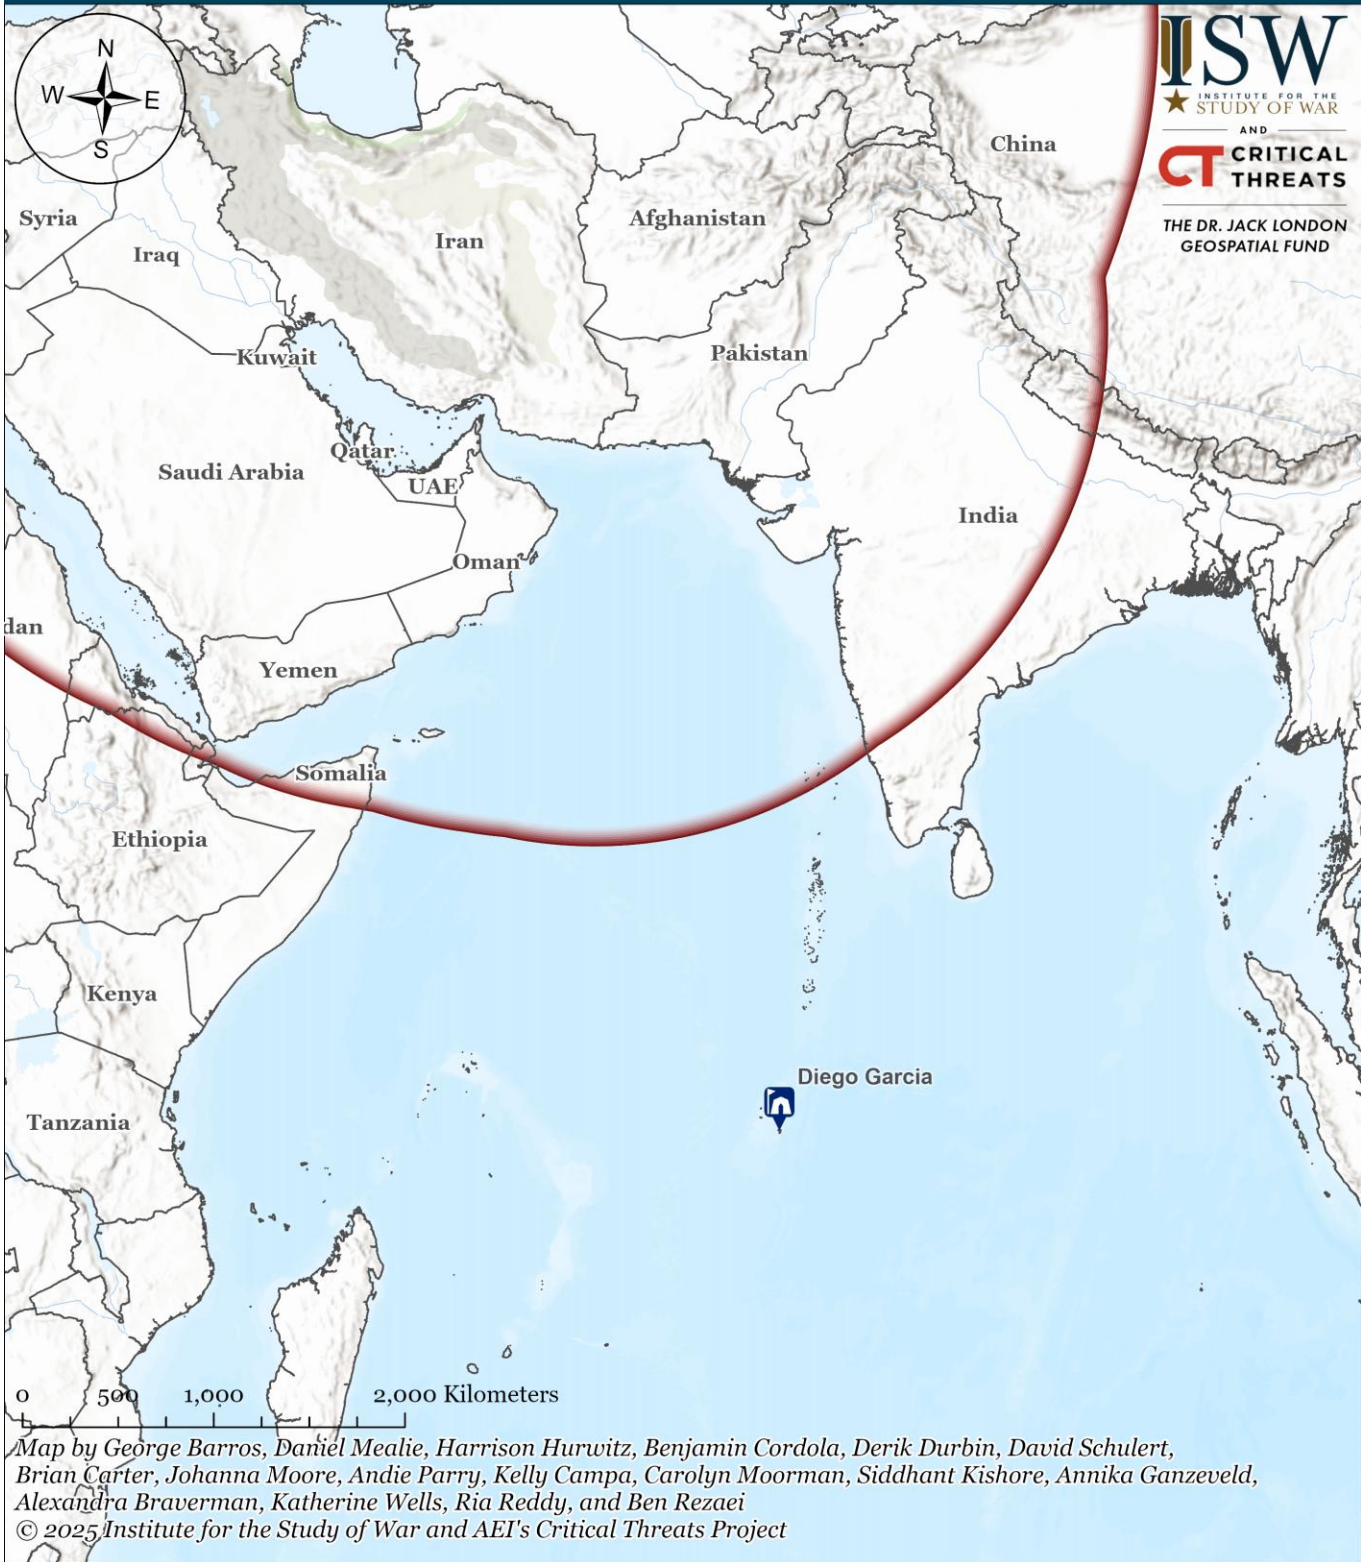 N
W
E
S
ISW
INSTITUTE FOR THE
STUDY OF WAR
AND
CT CRITICAL
THREATS
THE DR. JACK LONDON
GEOSPATIAL FUND
China
Syria
Afghanistan
Iran
Iraq
Kuwait
Pakistan
Qatar
Saudi Arabia
UAE
India
Oman
dan
Yemen
Somalia
Ethiopia
Kenya
Diego Garcia
Tanzania
0 500 1,000 2,000 Kilometers
Map by George Barros, Daniel Mealie, Harrison Hurwitz, Benjamin Cordola, Derik Durbin, David Schulert,
Brian Carter, Johanna Moore, Andie Parry, Kelly Campa, Carolyn Moorman, Siddhant Kishore, Annika Ganzeveld,
Alexandra Braverman, Katherine Wells, Ria Reddy, and Ben Rezaei
© 2025 Institute for the Study of War and AEI's Critical Threats Project